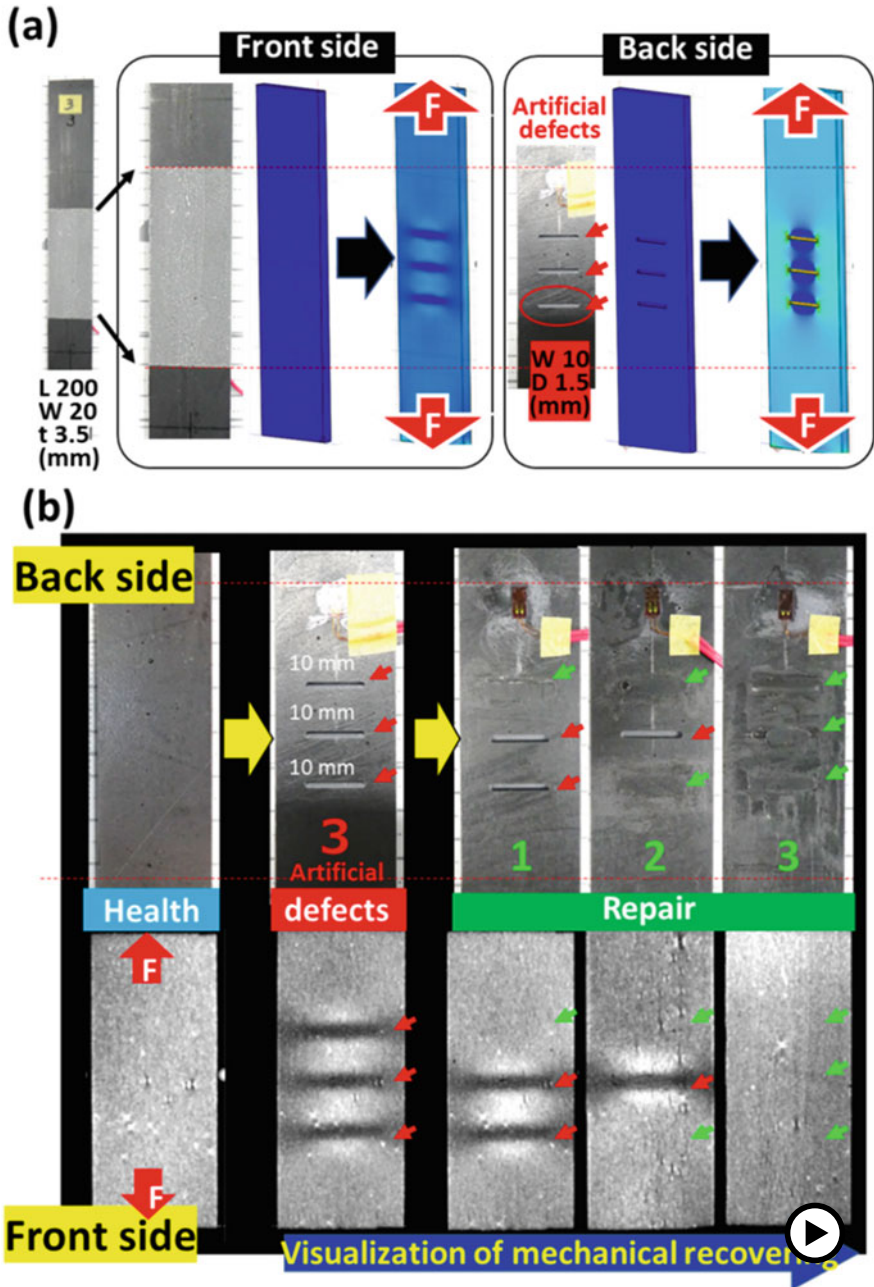 (a)
Front side
Back side
3
3
F
F
Artificial
defects
F
F
L 200
W 20
t 3.5
(mm)
W 10
D 1.5
(mm)
(b)
Back side
10 mm
10 mm
10 mm
3
Artificial
1
2
3
Health
defects
Repair
F
F
Front side
Visualization of mechanical recovering